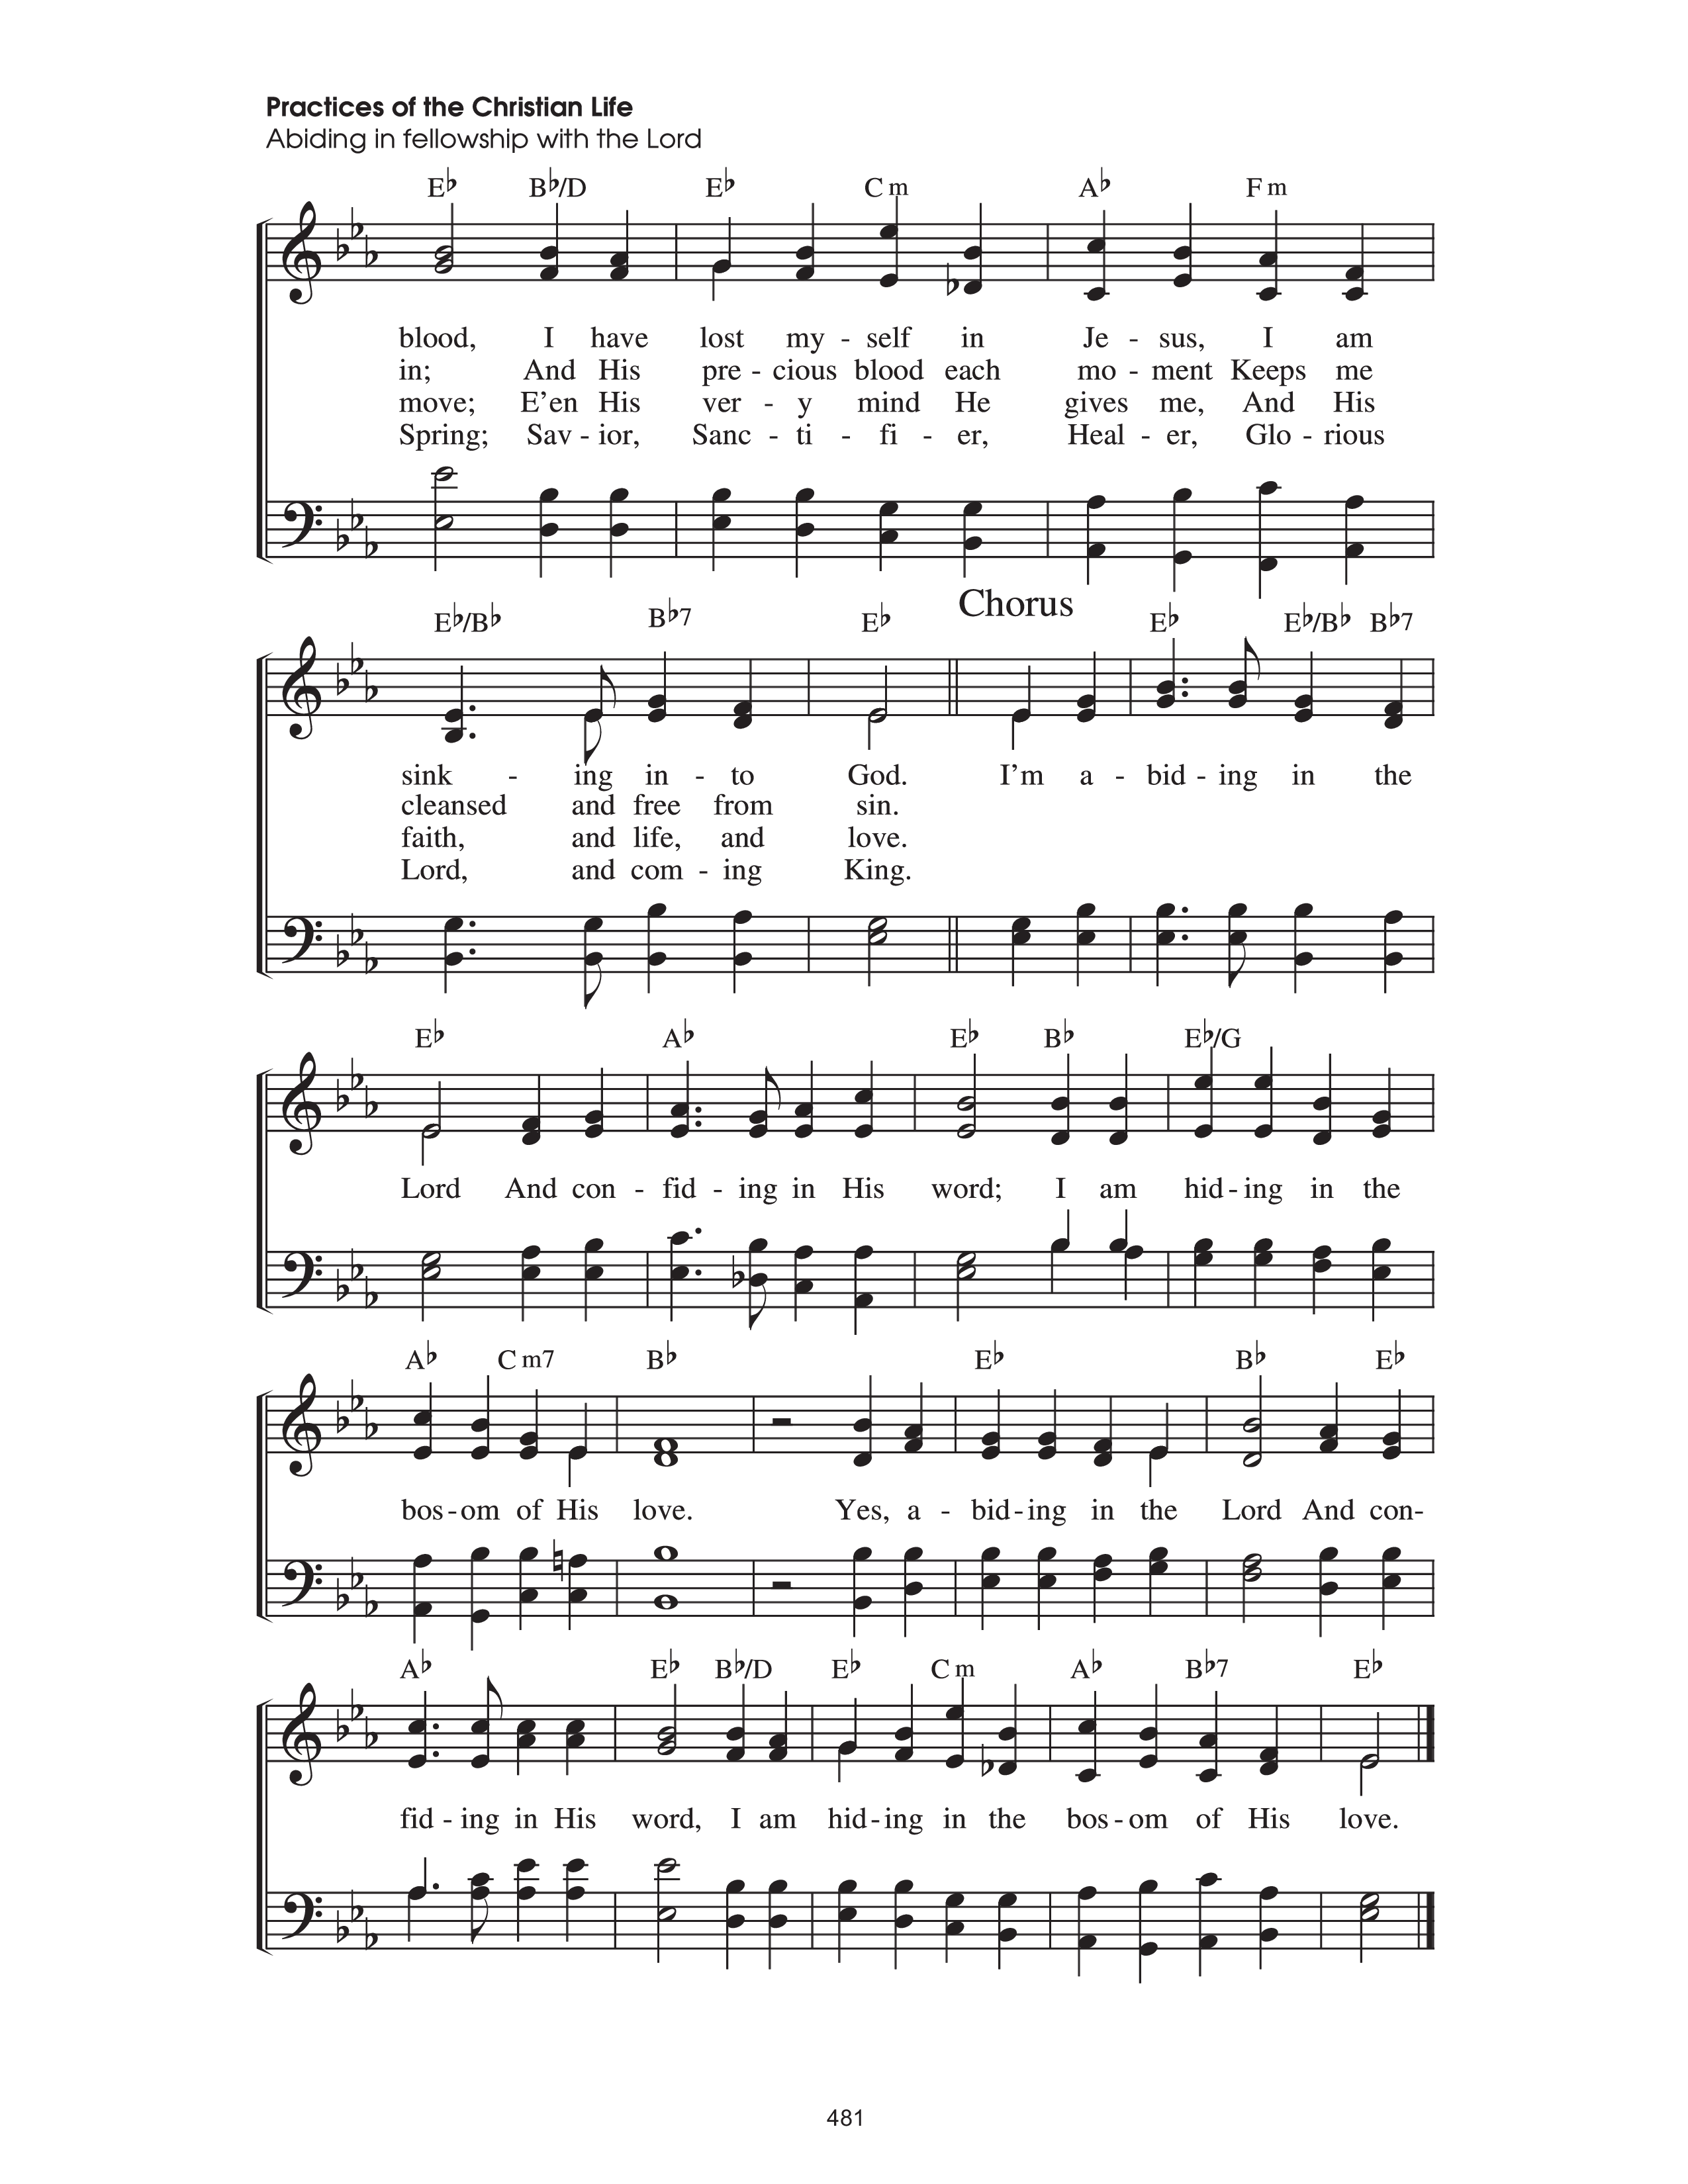 Practices of the Christian Life
Abiding in fellowship with the Lord
E♭ B♭/D E♭ C m A♭ F m
blood, I have lost my - self in Je - sus, I am
in; And His pre - cious blood each mo - ment Keeps me
move; E'en His ver - y mind He gives me, And His
Spring; Sav - ior, Sanc - ti - fi - er, Heal - er, Glo - rious
Chorus
E♭/B♭ B♭7 E♭ E♭ E♭/B♭ B♭7
sink - ing in - to God. I'm a - bid - ing in the
cleansed and free from sin.
faith, and life, and love.
Lord, and com - ing King.
E♭ A♭ E♭ B♭ E♭/G
Lord And con - fid - ing in His word; I am hid - ing in the
A♭ C m7 B♭ E♭ B♭ E♭
bos - om of His love. Yes, a - bid - ing in the Lord And con-
A♭ E♭ B♭/D E♭ C m A♭ B♭7 E♭
fid - ing in His word, I am hid - ing in the bos - om of His love.
481